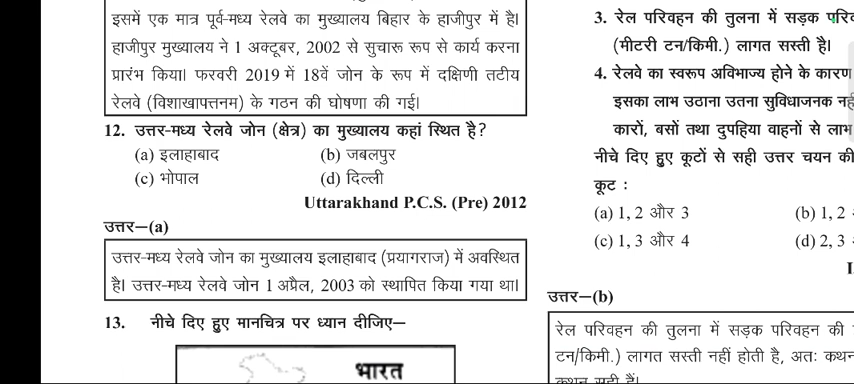 इसमें एक मात्र पूर्व-मध्य रेलवे का मुख्यालय बिहार के हाजीपुर में है।
हाजीपुर मुख्यालय ने 1 अक्टूबर, 2002 से सुचारू रूप से कार्य करना
प्रारंभ किया। फरवरी 2019 में 18वें जोन के रूप में दक्षिणी तटीय
रेलवे (विशाखापत्तनम) के गठन की घोषणा की गई।
12. उत्तर-मध्य रेलवे जोन (क्षेत्र) का मुख्यालय कहां स्थित है?
(a) इलाहाबाद (b) जबलपुर
(c) भोपाल (d) दिल्ली
Uttarakhand P.C.S. (Pre) 2012
उत्तर—(a)
उत्तर-मध्य रेलवे जोन का मुख्यालय इलाहाबाद (प्रयागराज) में अवस्थित
है। उत्तर-मध्य रेलवे जोन 1 अप्रैल, 2003 को स्थापित किया गया था।
13. नीचे दिए हुए मानचित्र पर ध्यान दीजिए—
भारत
3. रेल परिवहन की तुलना में सड़क
(मीटरी टन/किमी.) लागत सस्ती है।
4. रेलवे का स्वरूप अविभाज्य होने के कारण
इसका लाभ उठाना उतना सुविधाजनक
कारों, बसों तथा दुपहिया वाहनों से लाभ
नीचे दिए हुए कूटों से सही उत्तर चयन की
कूट :
(a) 1, 2 और 3 (b) 1, 2
(c) 1, 3 और 4 (d) 2, 3
उत्तर—(b)
रेल परिवहन की तुलना में सड़क परिवहन की
टन/किमी.) लागत सस्ती नहीं होती है, अतः
कथन सही हैं।